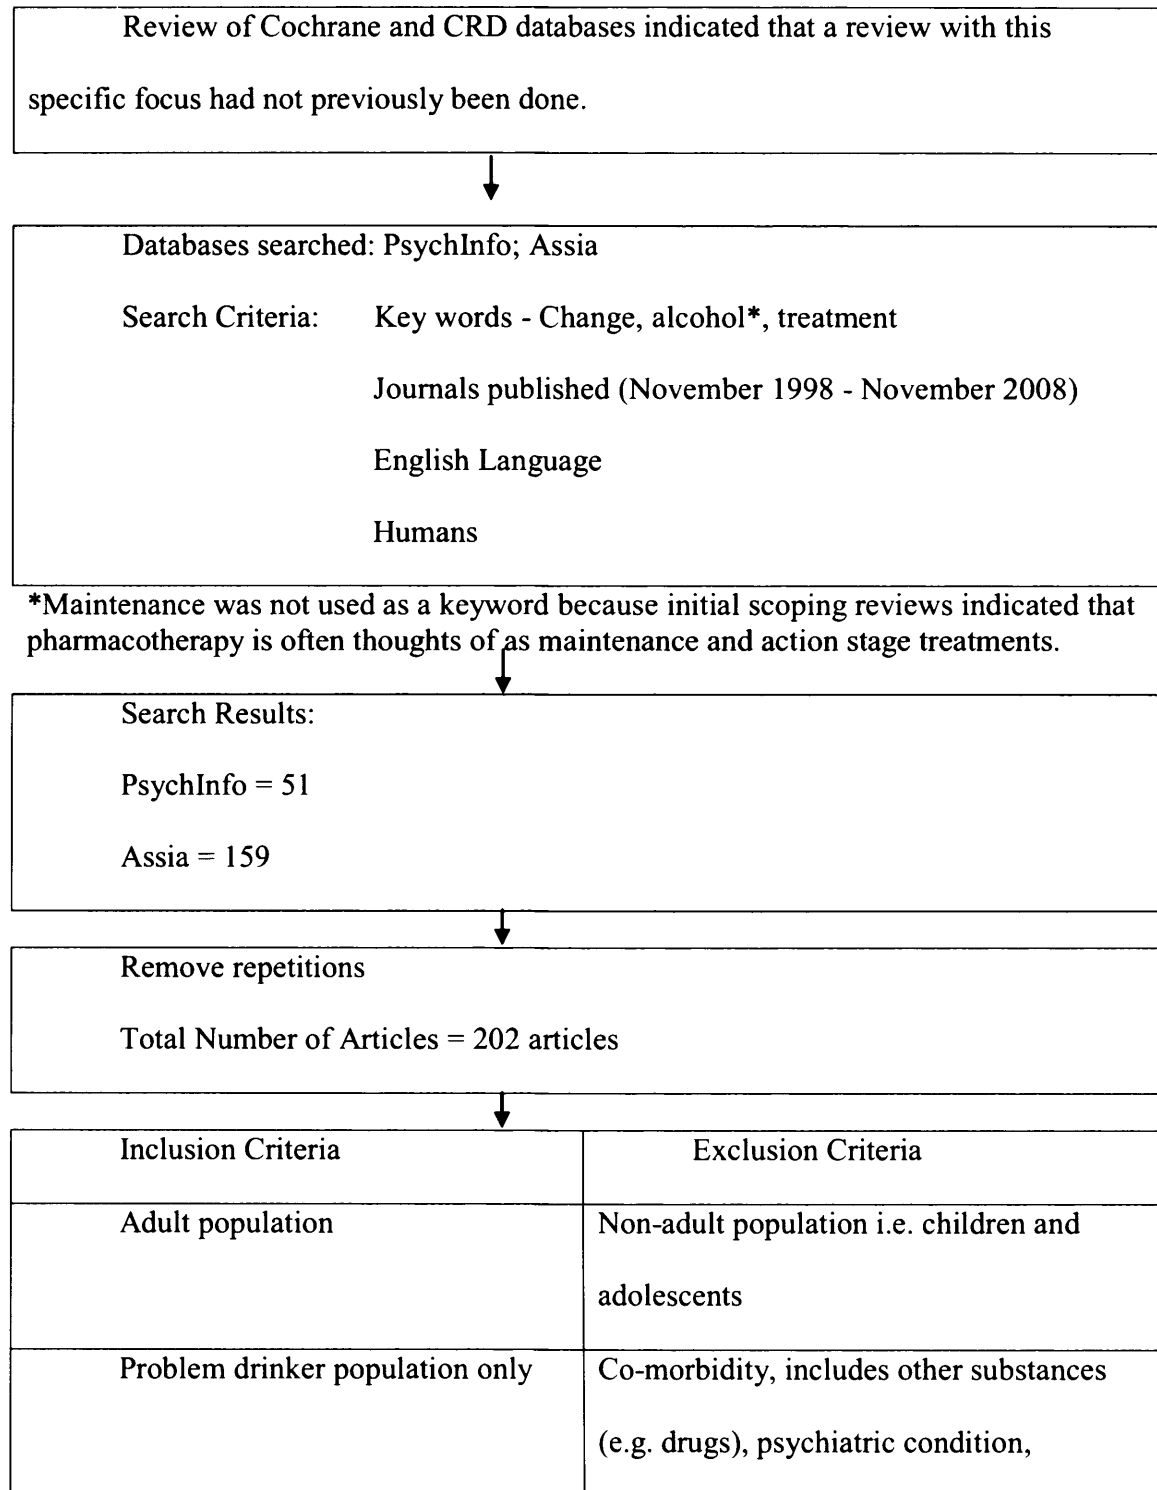 Review of Cochrane and CRD databases indicated that a review with this
specific focus had not previously been done.
Databases searched: PsychInfo; Assia
Search Criteria: Key words - Change, alcohol*, treatment
Journals published (November 1998 - November 2008)
English Language
Humans
*Maintenance was not used as a keyword because initial scoping reviews indicated that
pharmacotherapy is often thoughts of as maintenance and action stage treatments.
Search Results:
PsychInfo = 51
Assia = 159
Remove repetitions
Total Number of Articles = 202 articles
Inclusion Criteria Exclusion Criteria
Adult population Non-adult population i.e. children and
adolescents
Problem drinker population only Co-morbidity, includes other substances
(e.g. drugs), psychiatric condition,